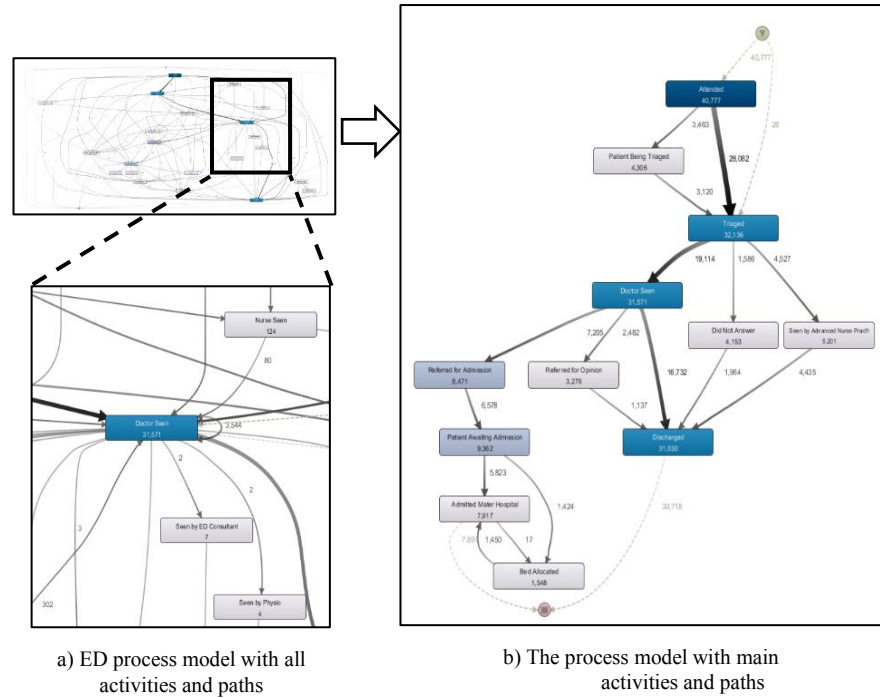 40,777
Attended
40,777
3,463
28,082
26
Patient Being Triaged
4,306
3,120
Triaged
32,136
19,114
1,586
4,527
Doctor Seen
31,571
7,205
2,482
Did Not Answer
4,153
Seen by Advanced Nurse Practit
5,201
Referred for Admission
8,471
Referred for Opinion
3,276
16,732
1,984
4,435
6,578
1,137
Patient Awaiting Admission
9,362
Discharged
31,030
5,823
1,424
30,718
Admitted Mater Hospital
7,917
1,450
17
Bed Allocated
1,548
Nurse Seen
124
80
Doctor Seen
31,571
3,544
2
2
3
Seen by ED Consultant
7
302
Seen by Physio
4
a) ED process model with all
activities and paths
b) The process model with main
activities and paths